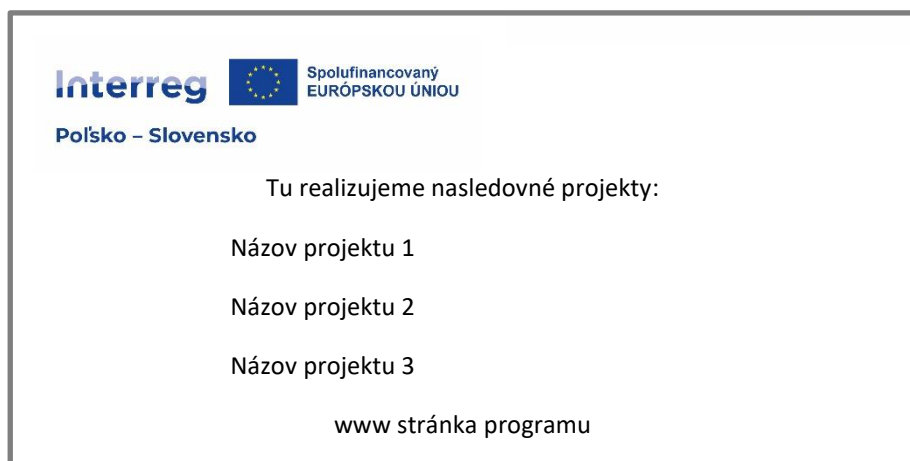 Interreg
Spolufinancovaný
EURÓPSKOU ÚNIOU
Poľsko – Slovensko
Tu realizujeme nasledovné projekty:
Názov projektu 1
Názov projektu 2
Názov projektu 3
www stránka programu